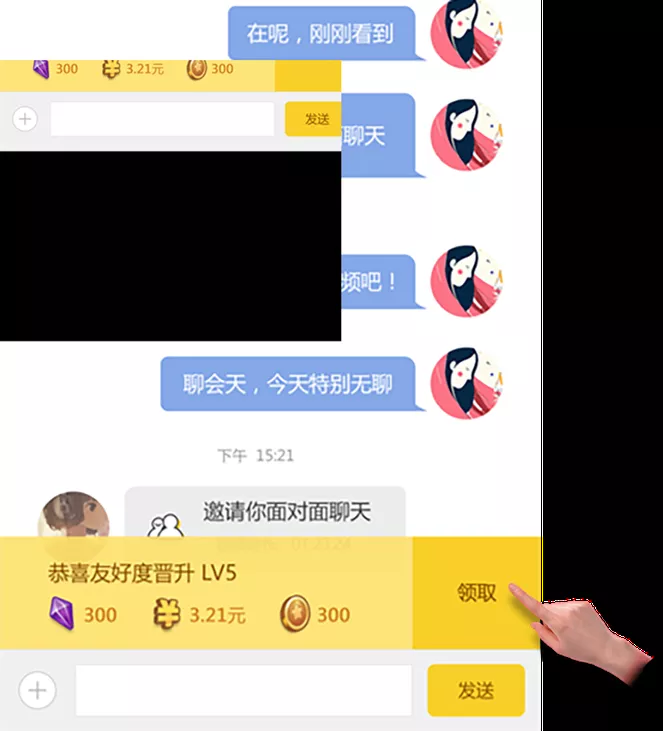 在呢，刚刚看到
300 3.21元 300
发送
聊天
频吧！
聊会天，今天特别无聊
下午 15:21
邀请你面对面聊天
恭喜友好度晋升 LV5
300 3.21元 300
领取
发送